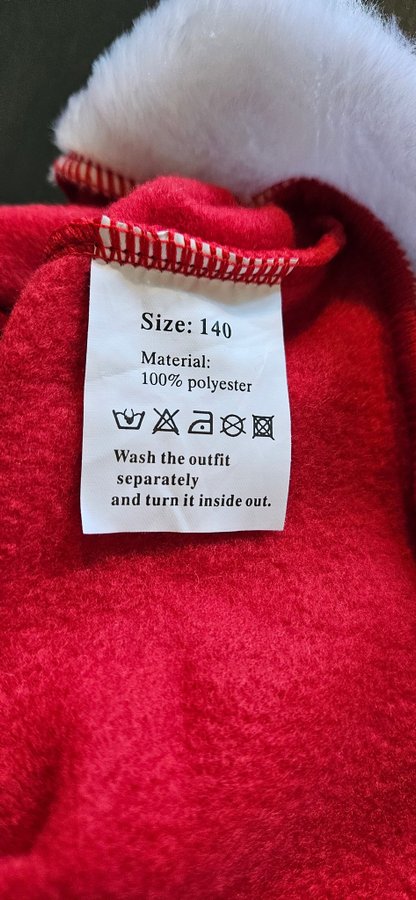 Size: 140
Material:
100% polyester
Wash the outfit
separately
and turn it inside out.